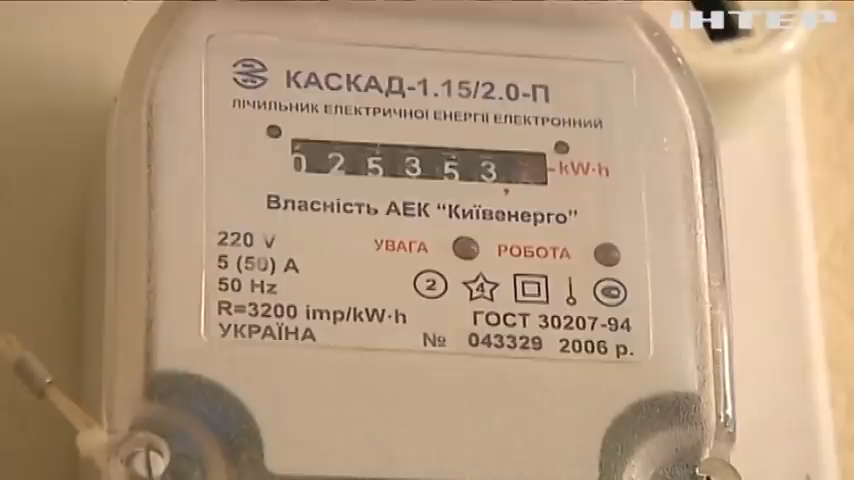 ІНТЕР
КАСКАД-1.15/2.0-П
ЛІЧИЛЬНИК ЕЛЕКТРИЧНОЇ ЕНЕРГІЇ ЕЛЕКТРОННИЙ
025353 kW·h
Власність АЕК “Київенерго”
220 V УВАГА РОБОТА
5 (50) A
50 Hz 2 4
R=3200 imp/kW·h ГОСТ 30207-94
УКРАЇНА № 043329 2006 р.